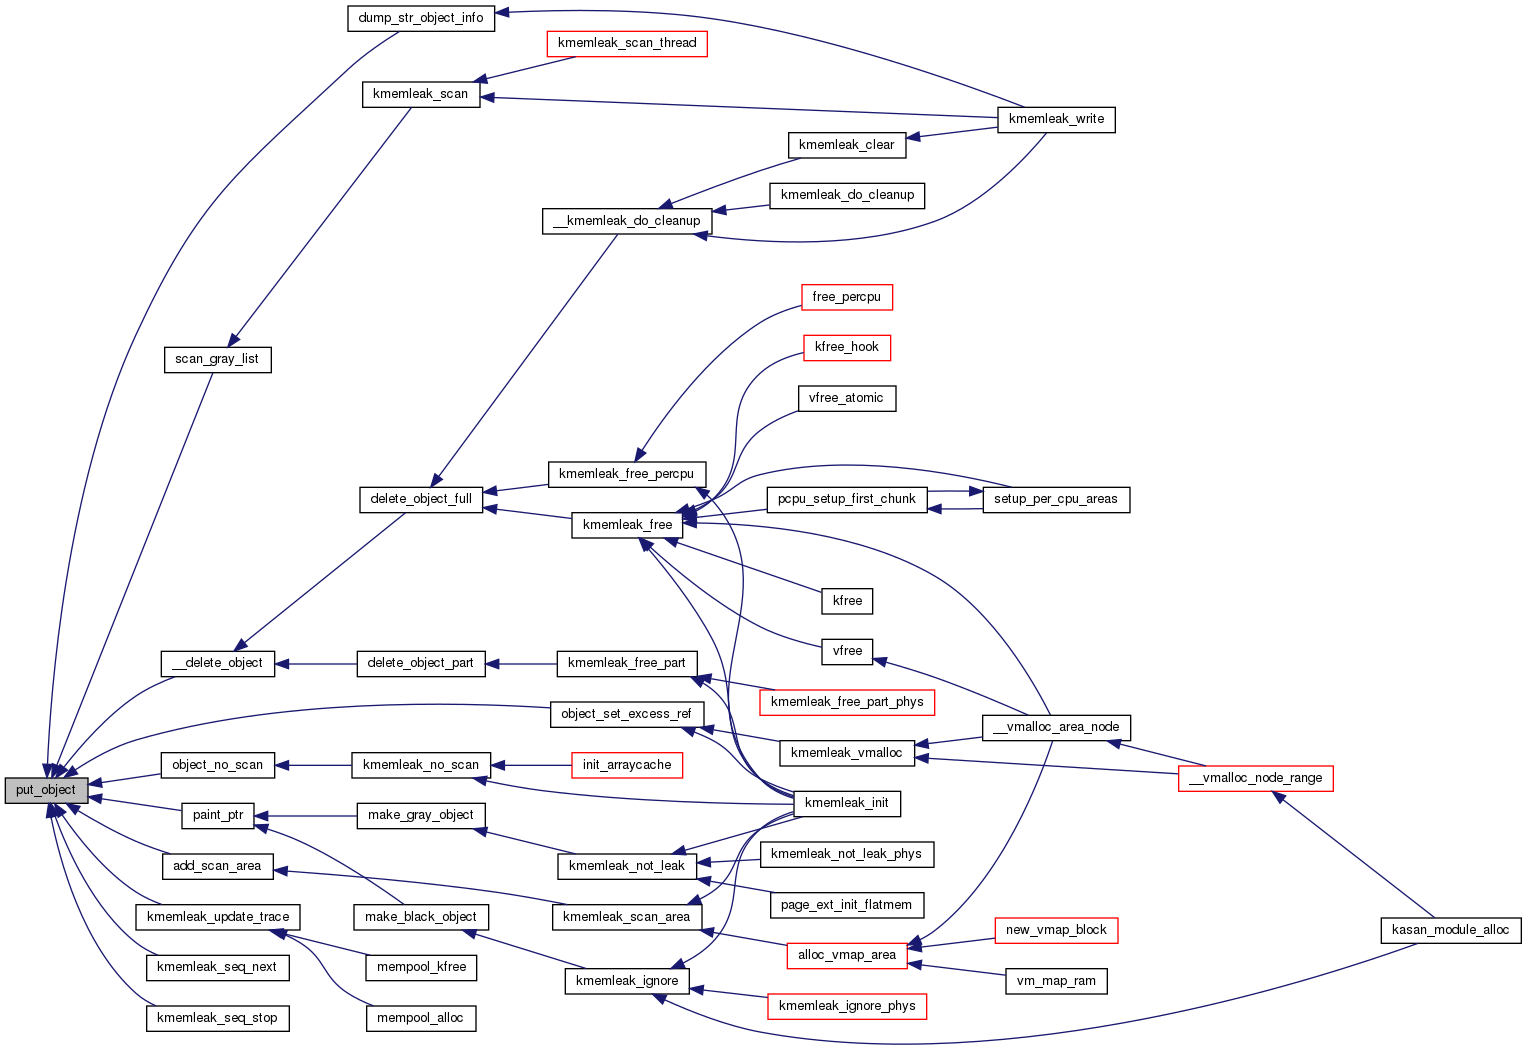 dump_str_object_info
kmemleak_scan_thread
kmemleak_scan
kmemleak_write
kmemleak_clear
kmemleak_do_cleanup
__kmemleak_do_cleanup
free_percpu
kfree_hook
scan_gray_list
vfree_atomic
kmemleak_free_percpu
delete_object_full
pcpu_setup_first_chunk
setup_per_cpu_areas
kmemleak_free
kfree
vfree
__delete_object
delete_object_part
kmemleak_free_part
kmemleak_free_part_phys
object_set_excess_ref
__vmalloc_area_node
kmemleak_vmalloc
object_no_scan
kmemleak_no_scan
init_arraycache
__vmalloc_node_range
put_object
kmemleak_init
paint_ptr
make_gray_object
kmemleak_not_leak_phys
add_scan_area
kmemleak_not_leak
page_ext_init_flatmem
kmemleak_update_trace
make_black_object
kmemleak_scan_area
new_vmap_block
kasan_module_alloc
alloc_vmap_area
kmemleak_seq_next
mempool_kfree
kmemleak_ignore
vm_map_ram
kmemleak_ignore_phys
kmemleak_seq_stop
mempool_alloc